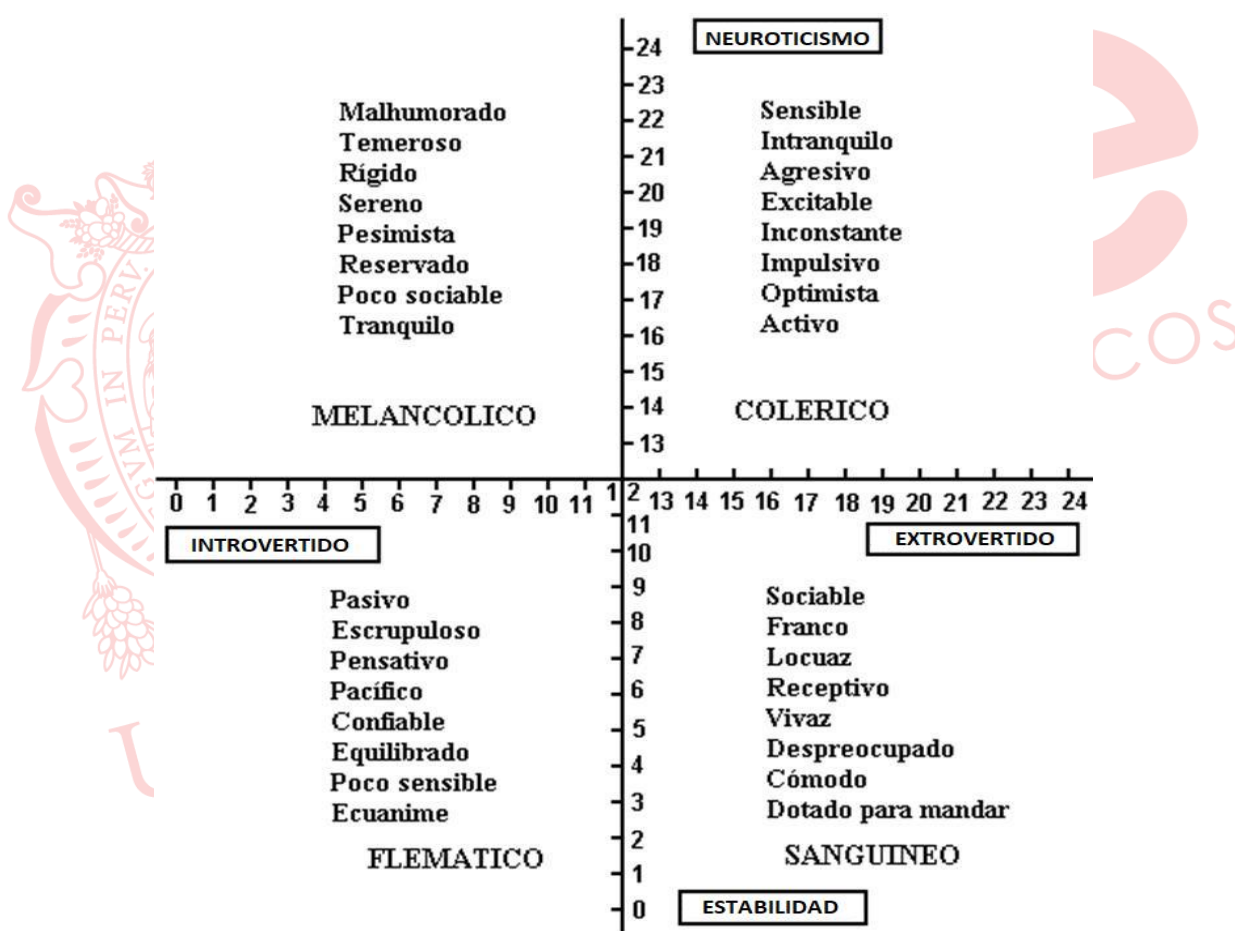 NEUROTICISMO
24
23
22
21
20
19
18
17
16
15
14
13
Malhumorado
Temeroso
Rígido
Sereno
Pesimista
Reservado
Poco sociable
Tranquilo
MELANCOLICO
Sensible
Intranquilo
Agresivo
Excitable
Inconstante
Impulsivo
Optimista
Activo
COLERICO
0 1 2 3 4 5 6 7 8 9 10 11 12 13 14 15 16 17 18 19 20 21 22 23 24
INTROVERTIDO
EXTROVERTIDO
11
10
9
8
7
6
5
4
3
2
1
0
Pasivo
Escrupuloso
Pensativo
Pacífico
Confiable
Equilibrado
Poco sensible
Ecuanime
FLEMATICO
Sociable
Franco
Locuaz
Receptivo
Vivaz
Despreocupado
Cómodo
Dotado para mandar
SANGUINEO
ESTABILIDAD
GVM IN PERV.
U
e
COS